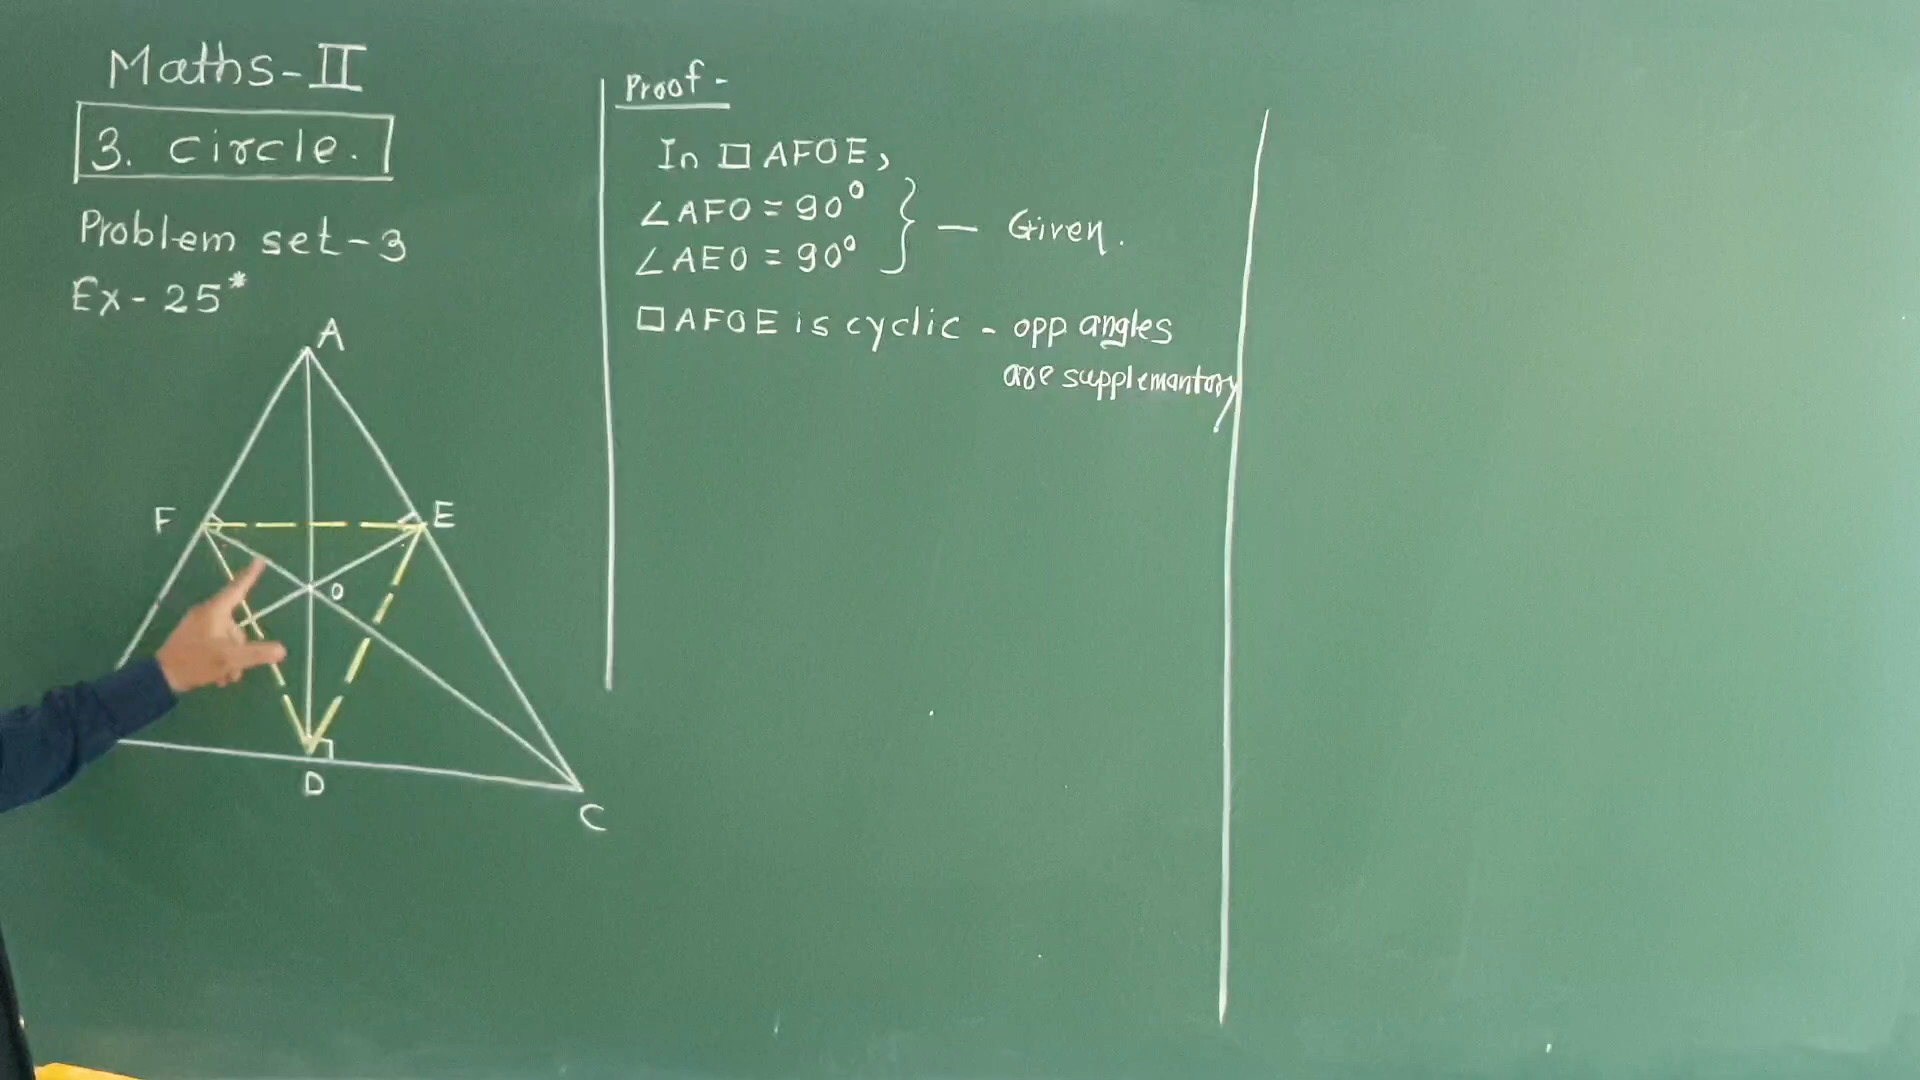 Maths-II
3. circle.
Problem set-3
Ex-25*
A
F
E
O
D
C
Proof-
In □AFOE,
∠AFO = 90°
∠AEO = 90°
} — Given.
□AFOE is cyclic - opp angles
are supplemantory